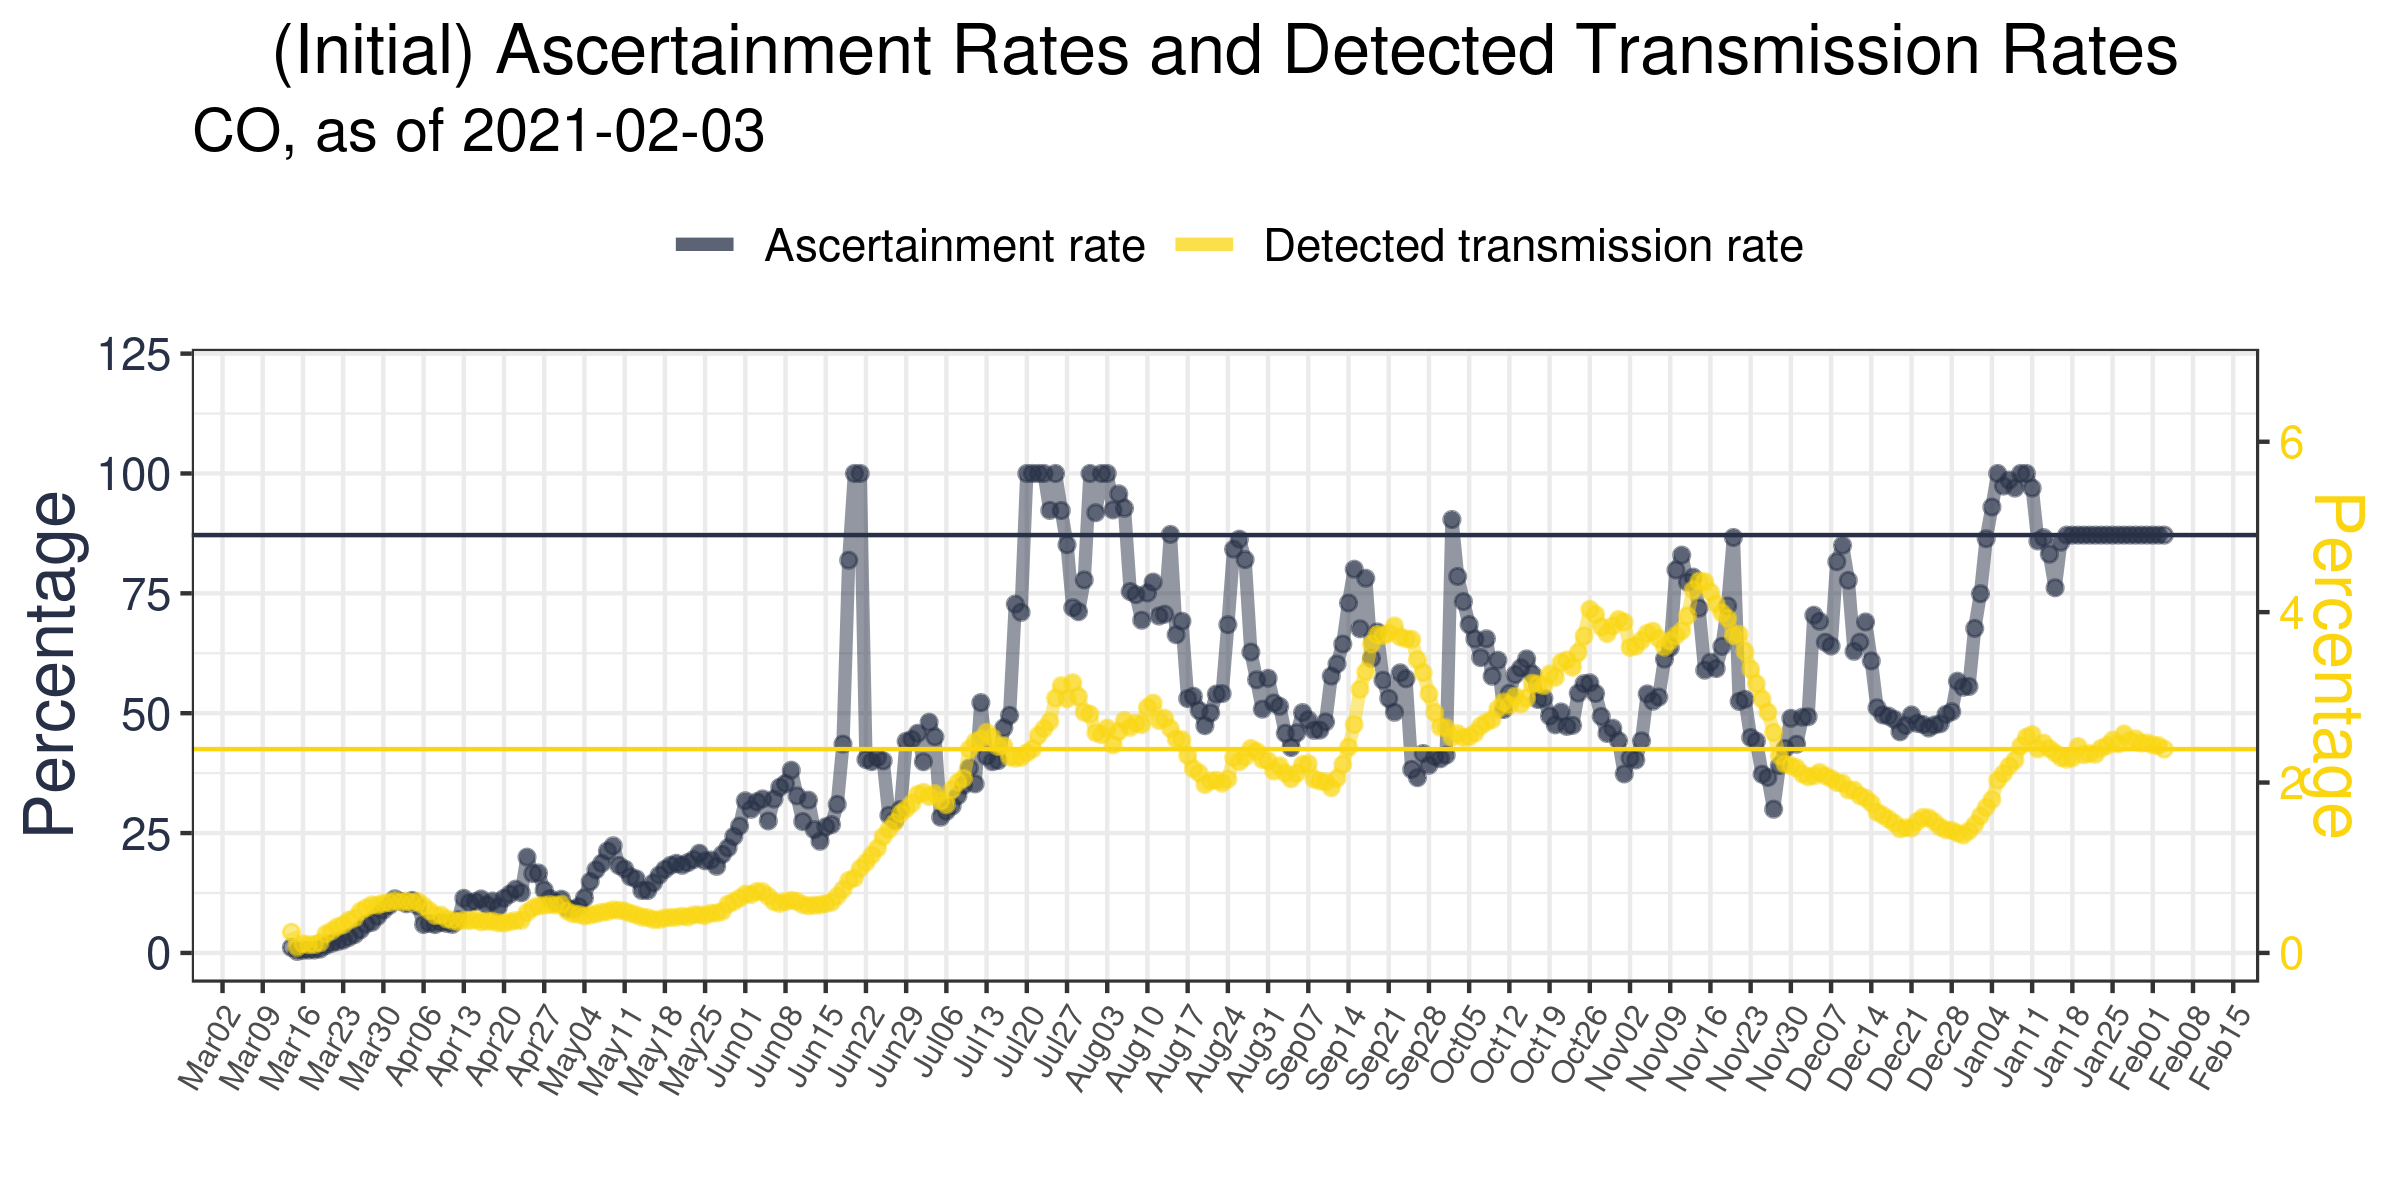 (Initial) Ascertainment Rates and Detected Transmission Rates
CO, as of 2021-02-03
Ascertainment rate
Detected transmission rate
125
100
75
50
25
0
Percentage
6
4
2
0
Percentage
Mar02
Mar09
Mar16
Mar23
Mar30
Apr06
Apr13
Apr20
Apr27
May04
May11
May18
May25
Jun01
Jun08
Jun15
Jun22
Jun29
Jul06
Jul13
Jul20
Jul27
Aug03
Aug10
Aug17
Aug24
Aug31
Sep07
Sep14
Sep21
Sep28
Oct05
Oct12
Oct19
Oct26
Nov02
Nov09
Nov16
Nov23
Nov30
Dec07
Dec14
Dec21
Dec28
Jan04
Jan11
Jan18
Jan25
Feb01
Feb08
Feb15